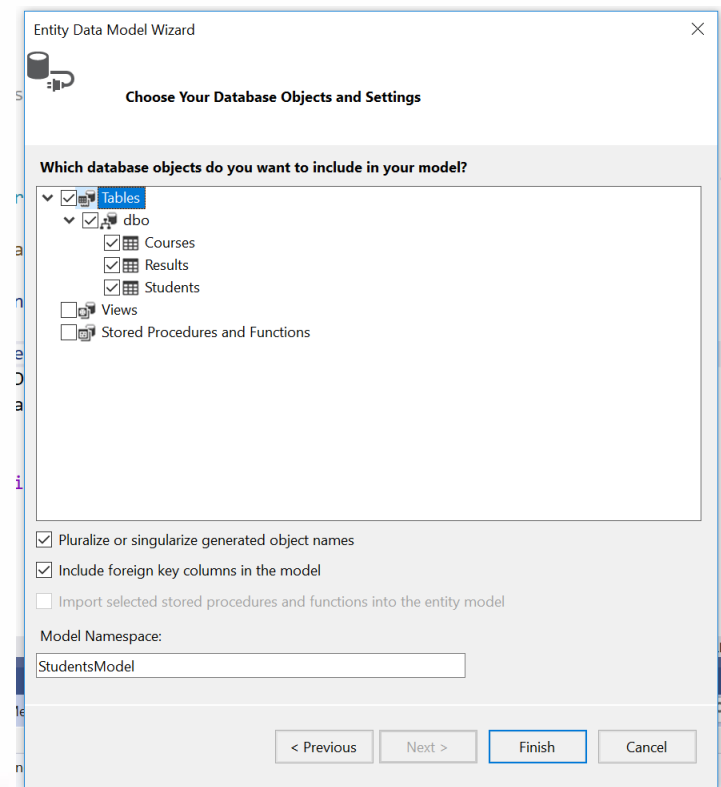 Entity Data Model Wizard
Choose Your Database Objects and Settings
Which database objects do you want to include in your model?
Tables
dbo
Courses
Results
Students
Views
Stored Procedures and Functions
Pluralize or singularize generated object names
Include foreign key columns in the model
Import selected stored procedures and functions into the entity model
Model Namespace:
StudentsModel
< Previous
Next >
Finish
Cancel